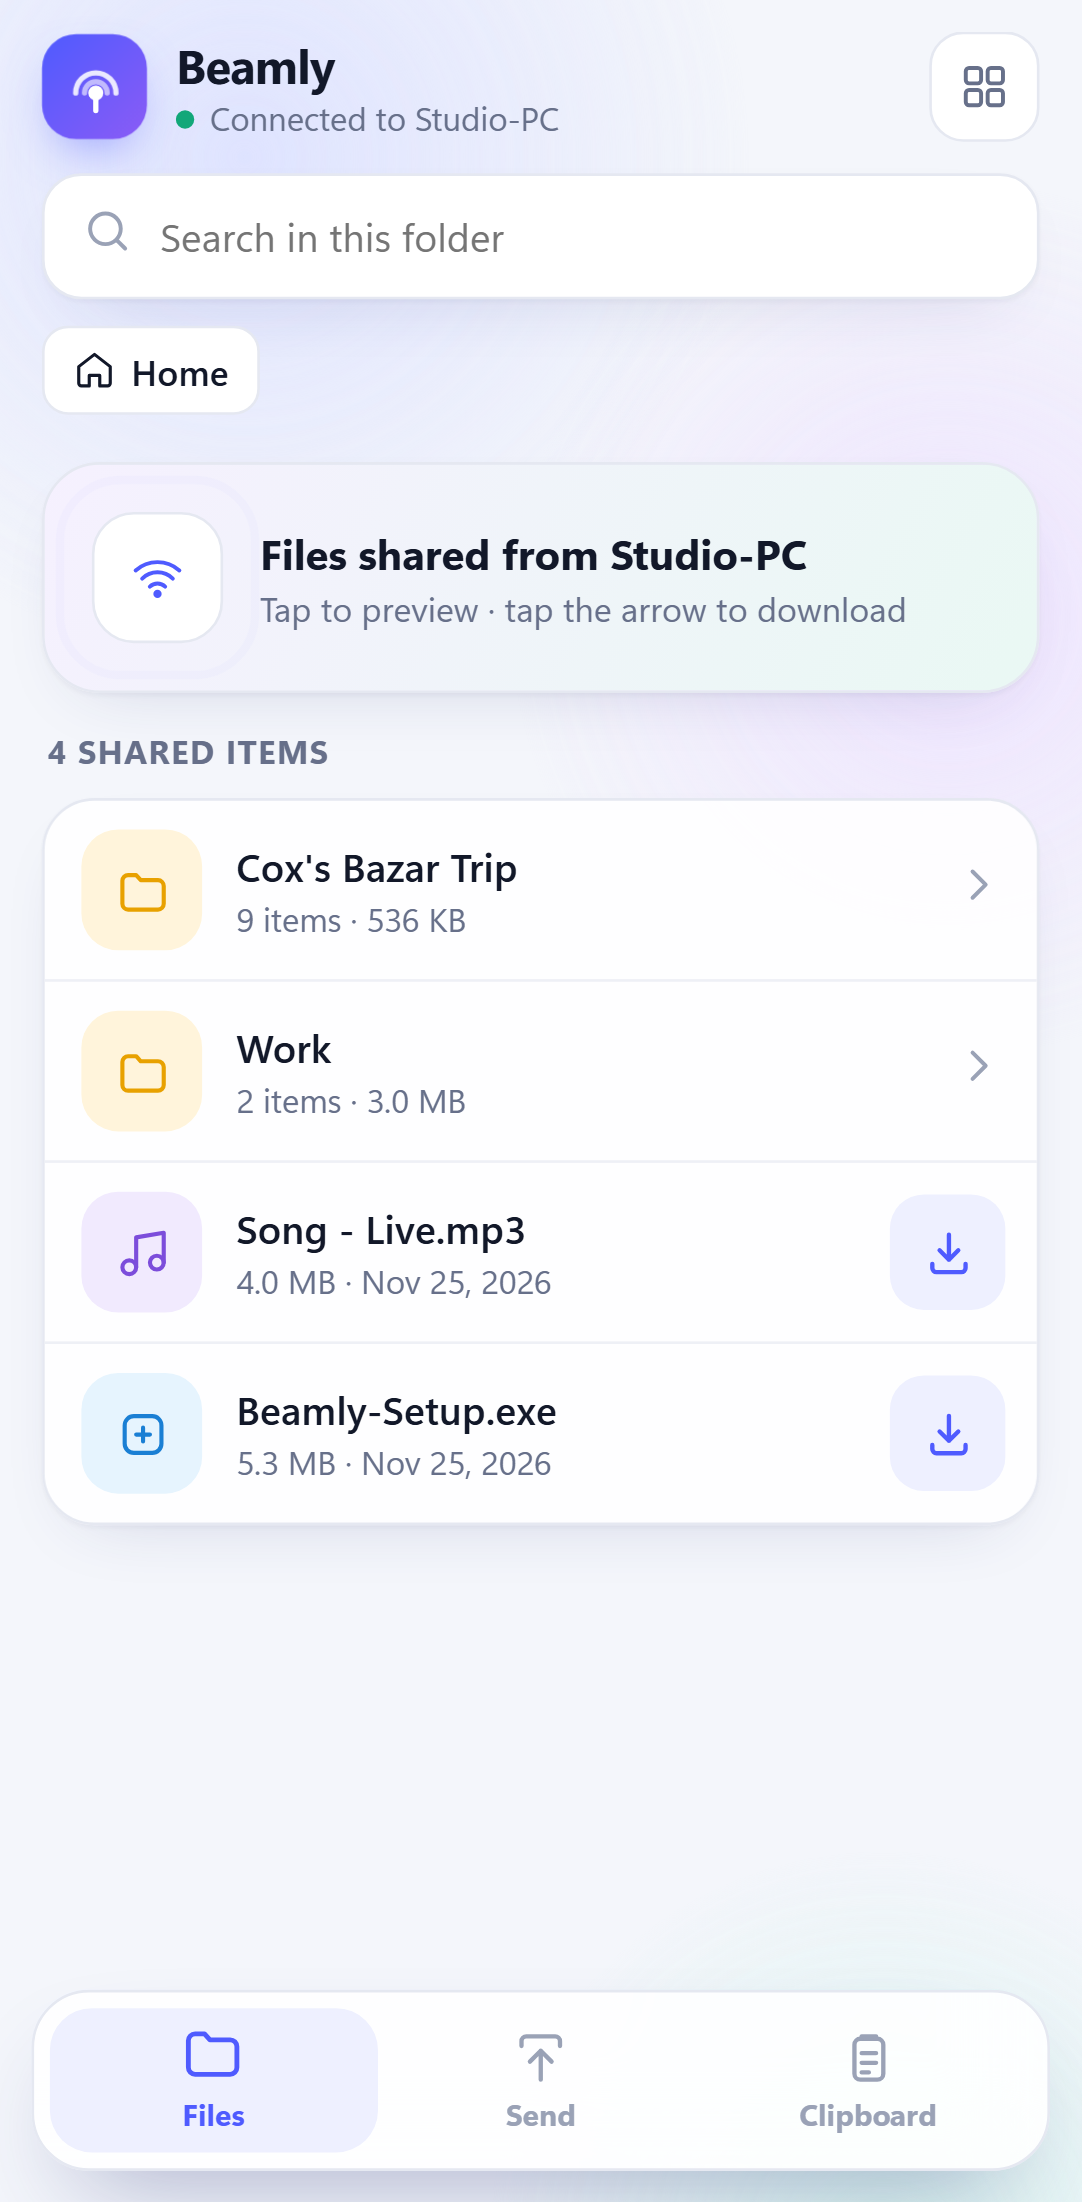 Beamly
Connected to Studio-PC
Search in this folder
Home
Files shared from Studio-PC
Tap to preview · tap the arrow to download
4 SHARED ITEMS
Cox's Bazar Trip
9 items · 536 KB
Work
2 items · 3.0 MB
Song - Live.mp3
4.0 MB · Nov 25, 2026
Beamly-Setup.exe
5.3 MB · Nov 25, 2026
Files
Send
Clipboard